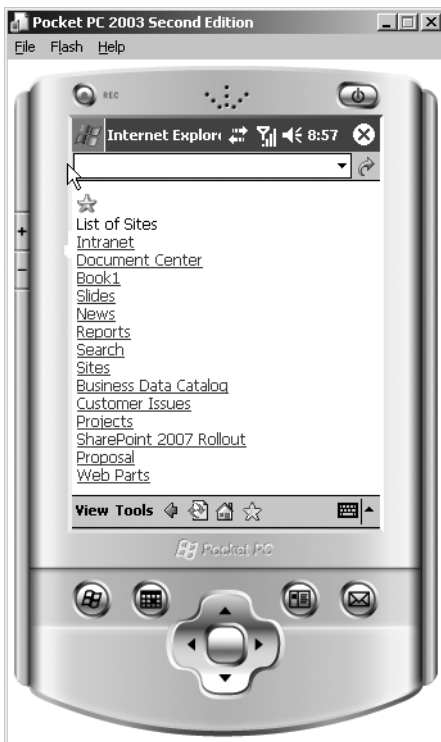 Pocket PC 2003 Second Edition
File Flash Help
REC
Internet Explor 8:57
List of Sites
Intranet
Document Center
Book1
Slides
News
Reports
Search
Sites
Business Data Catalog
Customer Issues
Projects
SharePoint 2007 Rollout
Proposal
Web Parts
View Tools
Pocket PC